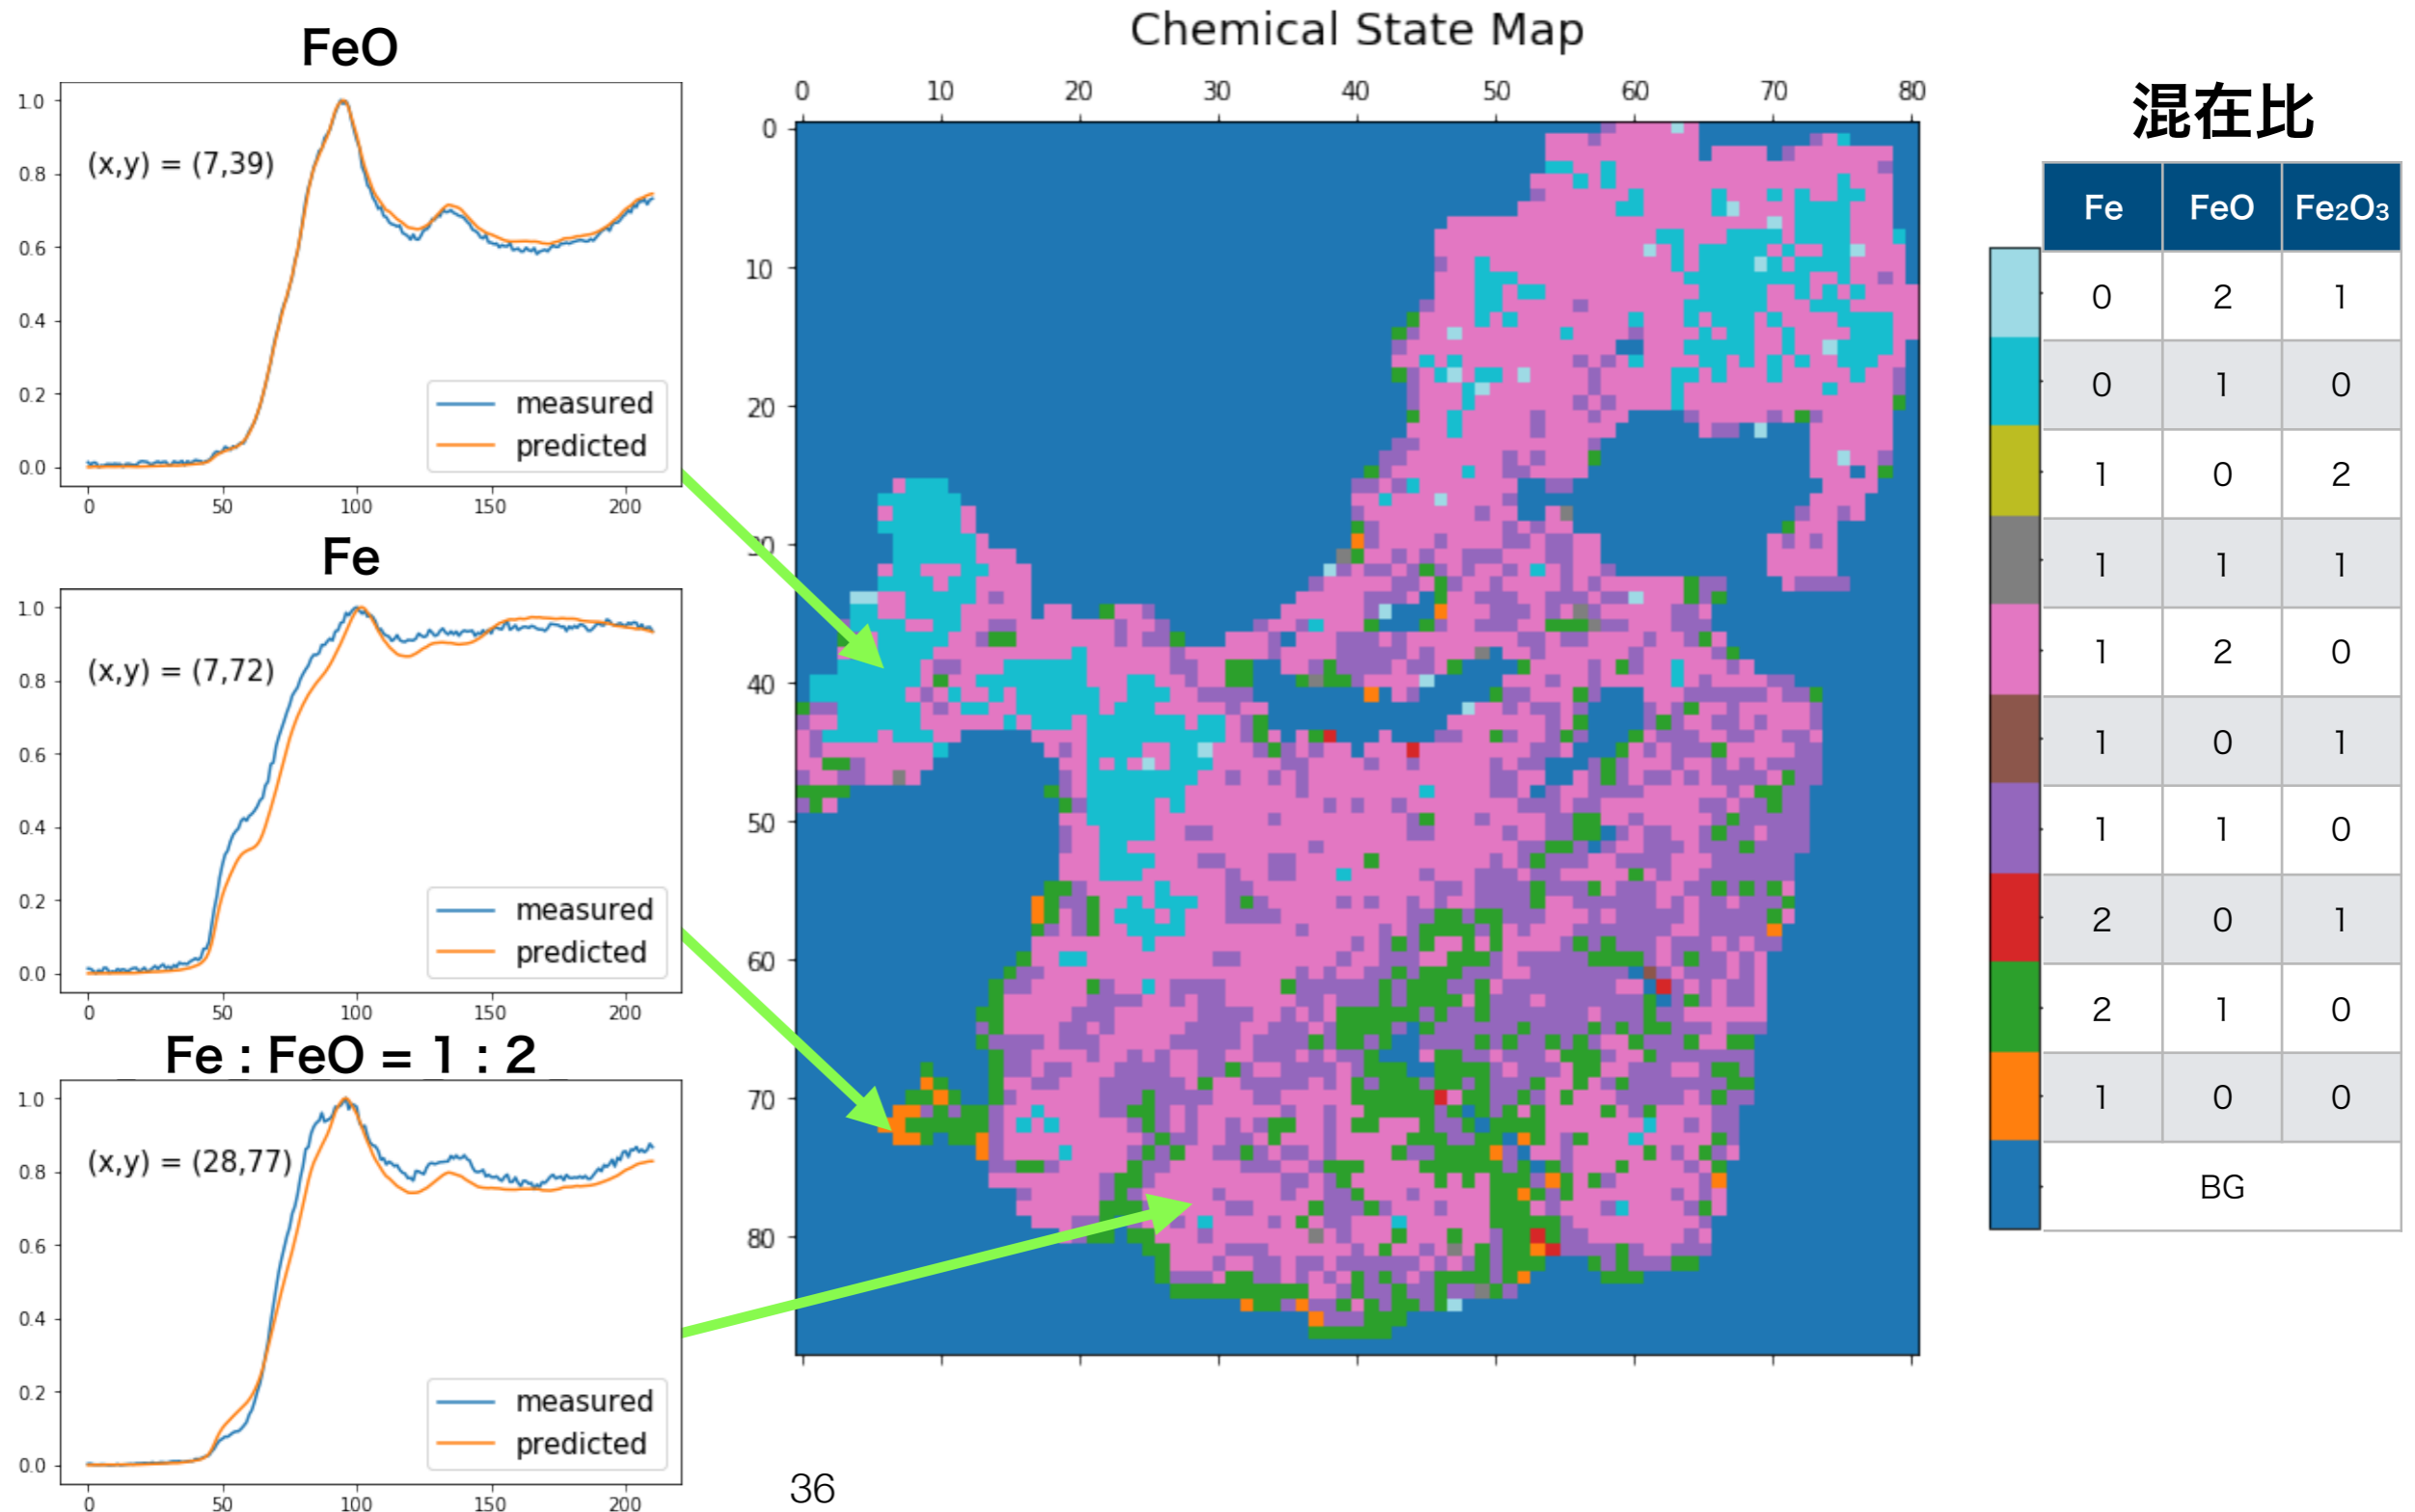 FeO
1.0
0.8
0.6
0.4
0.2
0.0
(x,y) = (7,39)
measured
predicted
0 50 100 150 200
Fe
1.0
0.8
0.6
0.4
0.2
0.0
(x,y) = (7,72)
measured
predicted
0 50 100 150 200
Fe : FeO = 1 : 2
1.0
0.8
0.6
0.4
0.2
0.0
(x,y) = (28,77)
measured
predicted
0 50 100 150 200
Chemical State Map
0 10 20 30 40 50 60 70 80
0
10
20
30
40
50
60
70
80
混在比
Fe FeO Fe₂O₃
0 2 1
0 1 0
1 0 2
1 1 1
1 2 0
1 0 1
1 1 0
2 0 1
2 1 0
1 0 0
BG
36